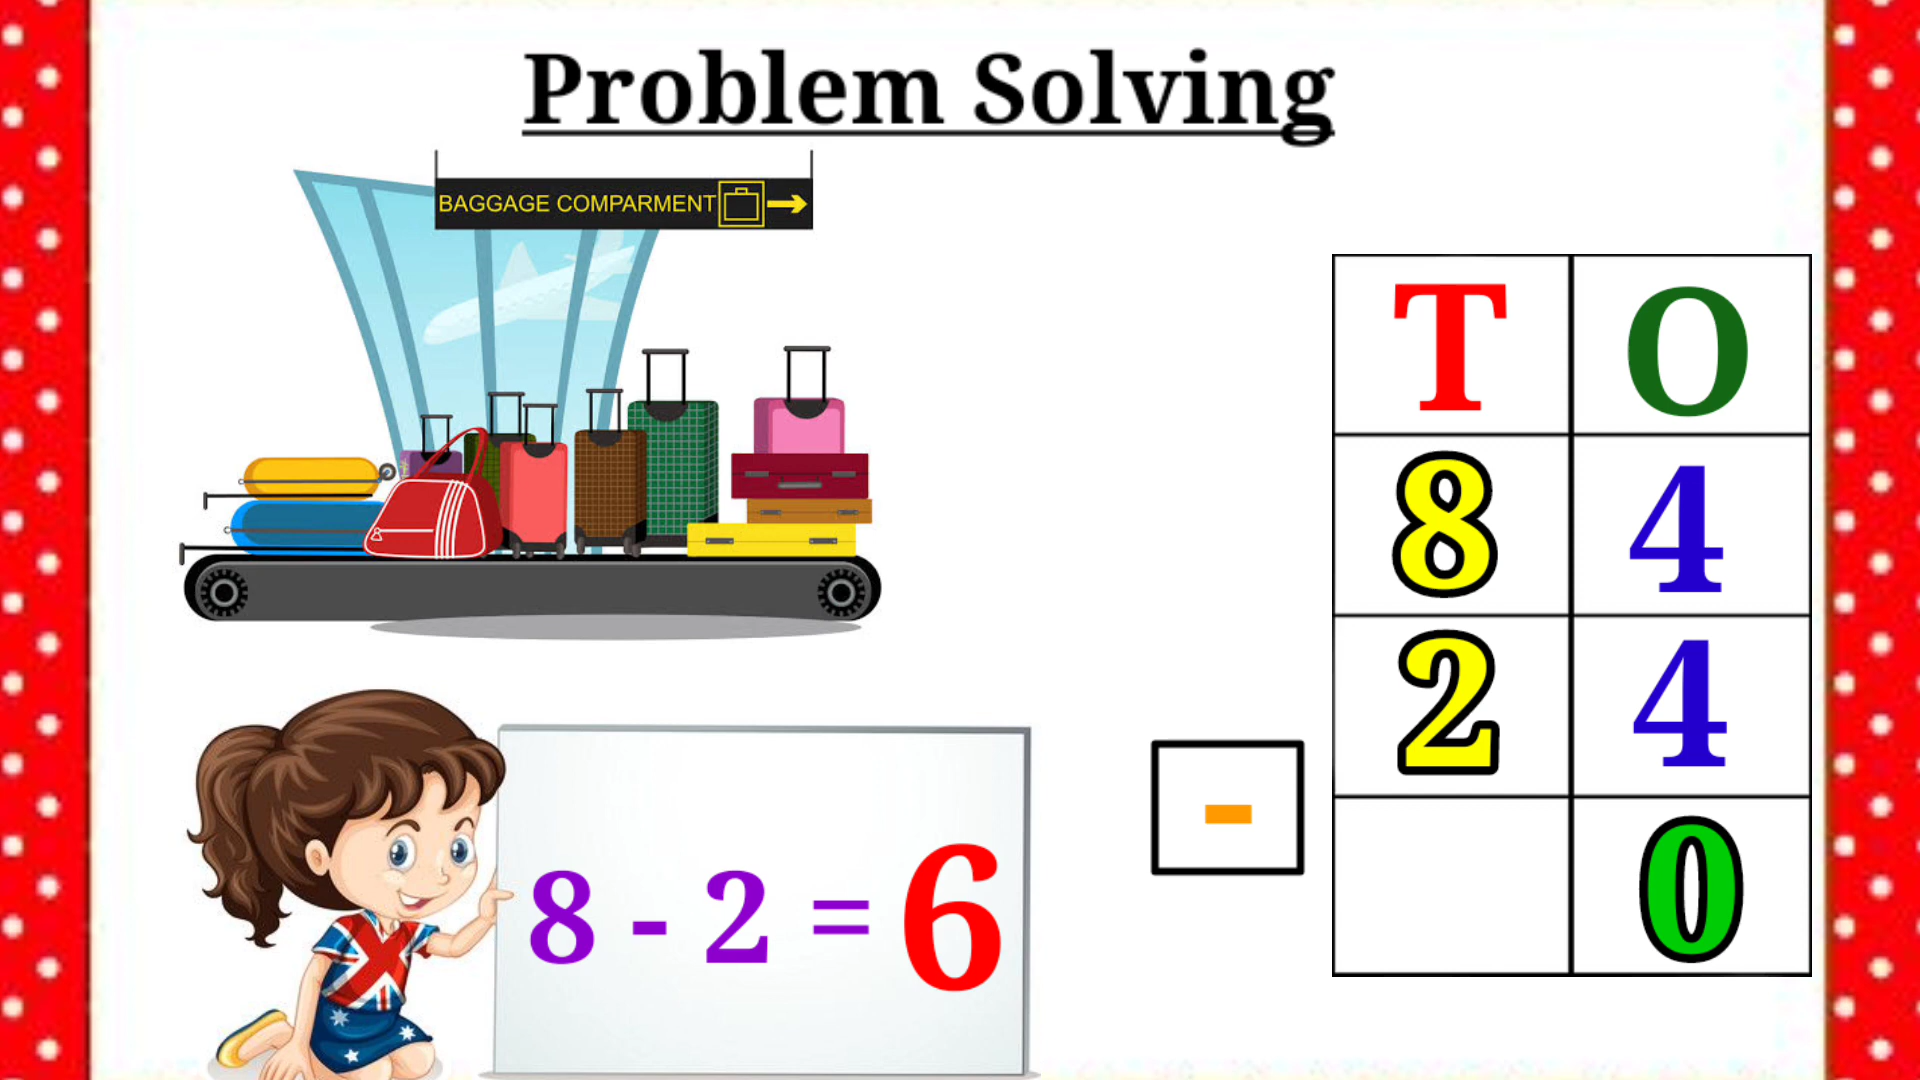 Problem Solving
BAGGAGE COMPARMENT
T O
8 4
2 4
-
0
8 - 2 = 6